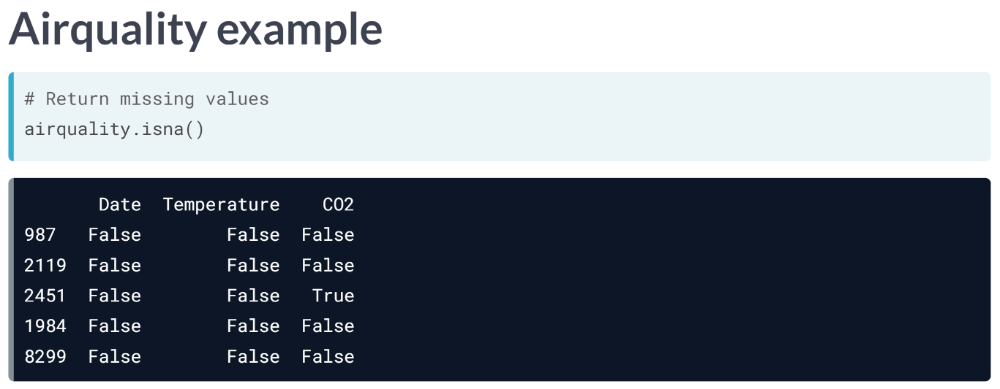 Airquality example
# Return missing values
airquality.isna()
Date Temperature CO2
987 False False False
2119 False False False
2451 False False True
1984 False False False
8299 False False False